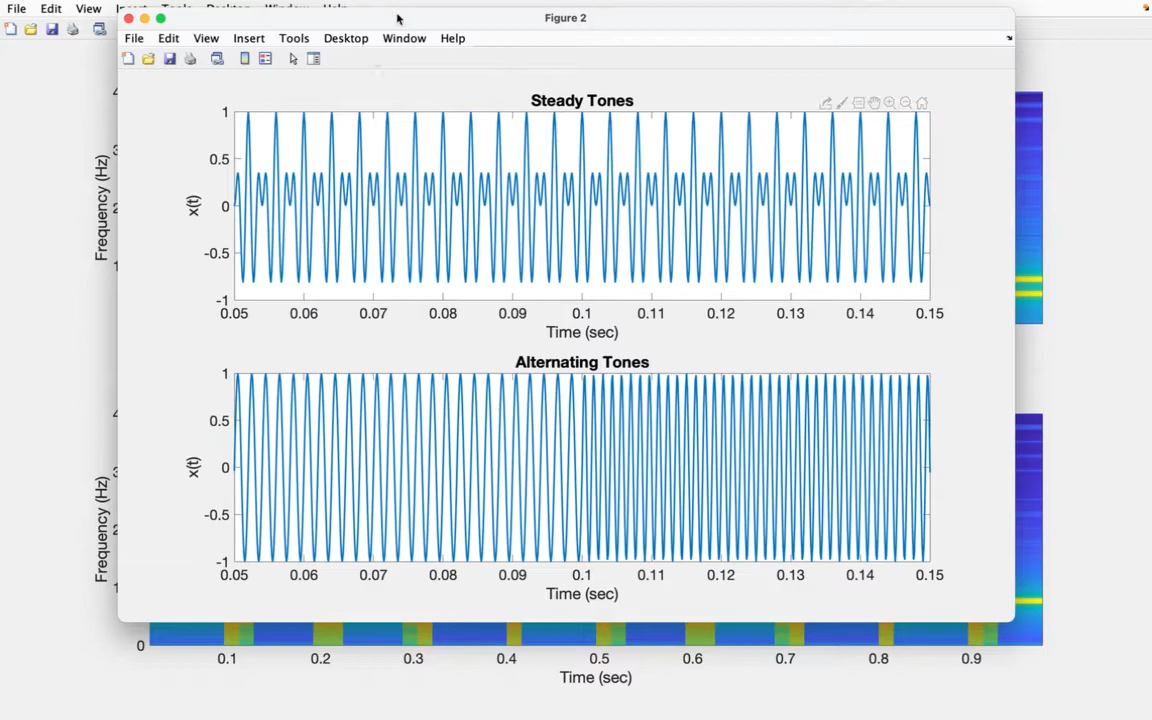 File Edit View Insert Tools Desktop Window Help
Figure 2
File Edit View Insert Tools Desktop Window Help
Steady Tones
1
0.5
0
-0.5
-1
x(t)
0.05 0.06 0.07 0.08 0.09 0.1 0.11 0.12 0.13 0.14 0.15
Time (sec)
Alternating Tones
1
0.5
0
-0.5
-1
x(t)
0.05 0.06 0.07 0.08 0.09 0.1 0.11 0.12 0.13 0.14 0.15
Time (sec)
Frequency (Hz)
Frequency (Hz)
0
0.1 0.2 0.3 0.4 0.5 0.6 0.7 0.8 0.9
Time (sec)